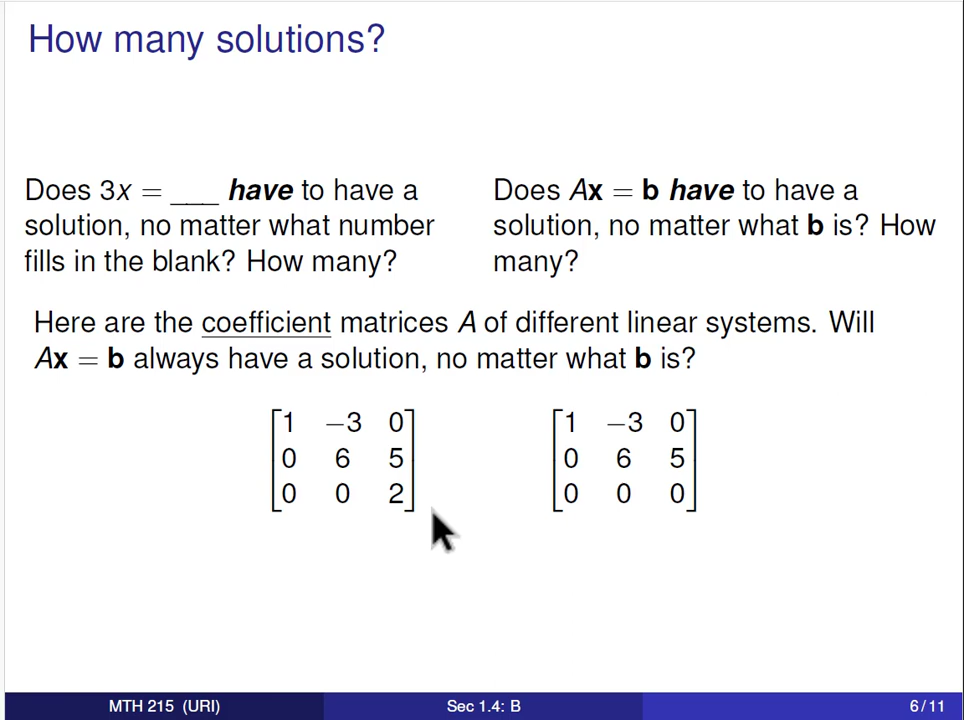 How many solutions?
Does 3x = ___ have to have a
solution, no matter what number
fills in the blank? How many?
Does Ax = b have to have a
solution, no matter what b is? How
many?
Here are the coefficient matrices A of different linear systems. Will
Ax = b always have a solution, no matter what b is?
1 −3 0
0 6 5
0 0 2
1 −3 0
0 6 5
0 0 0
MTH 215 (URI)
Sec 1.4: B
6 / 11